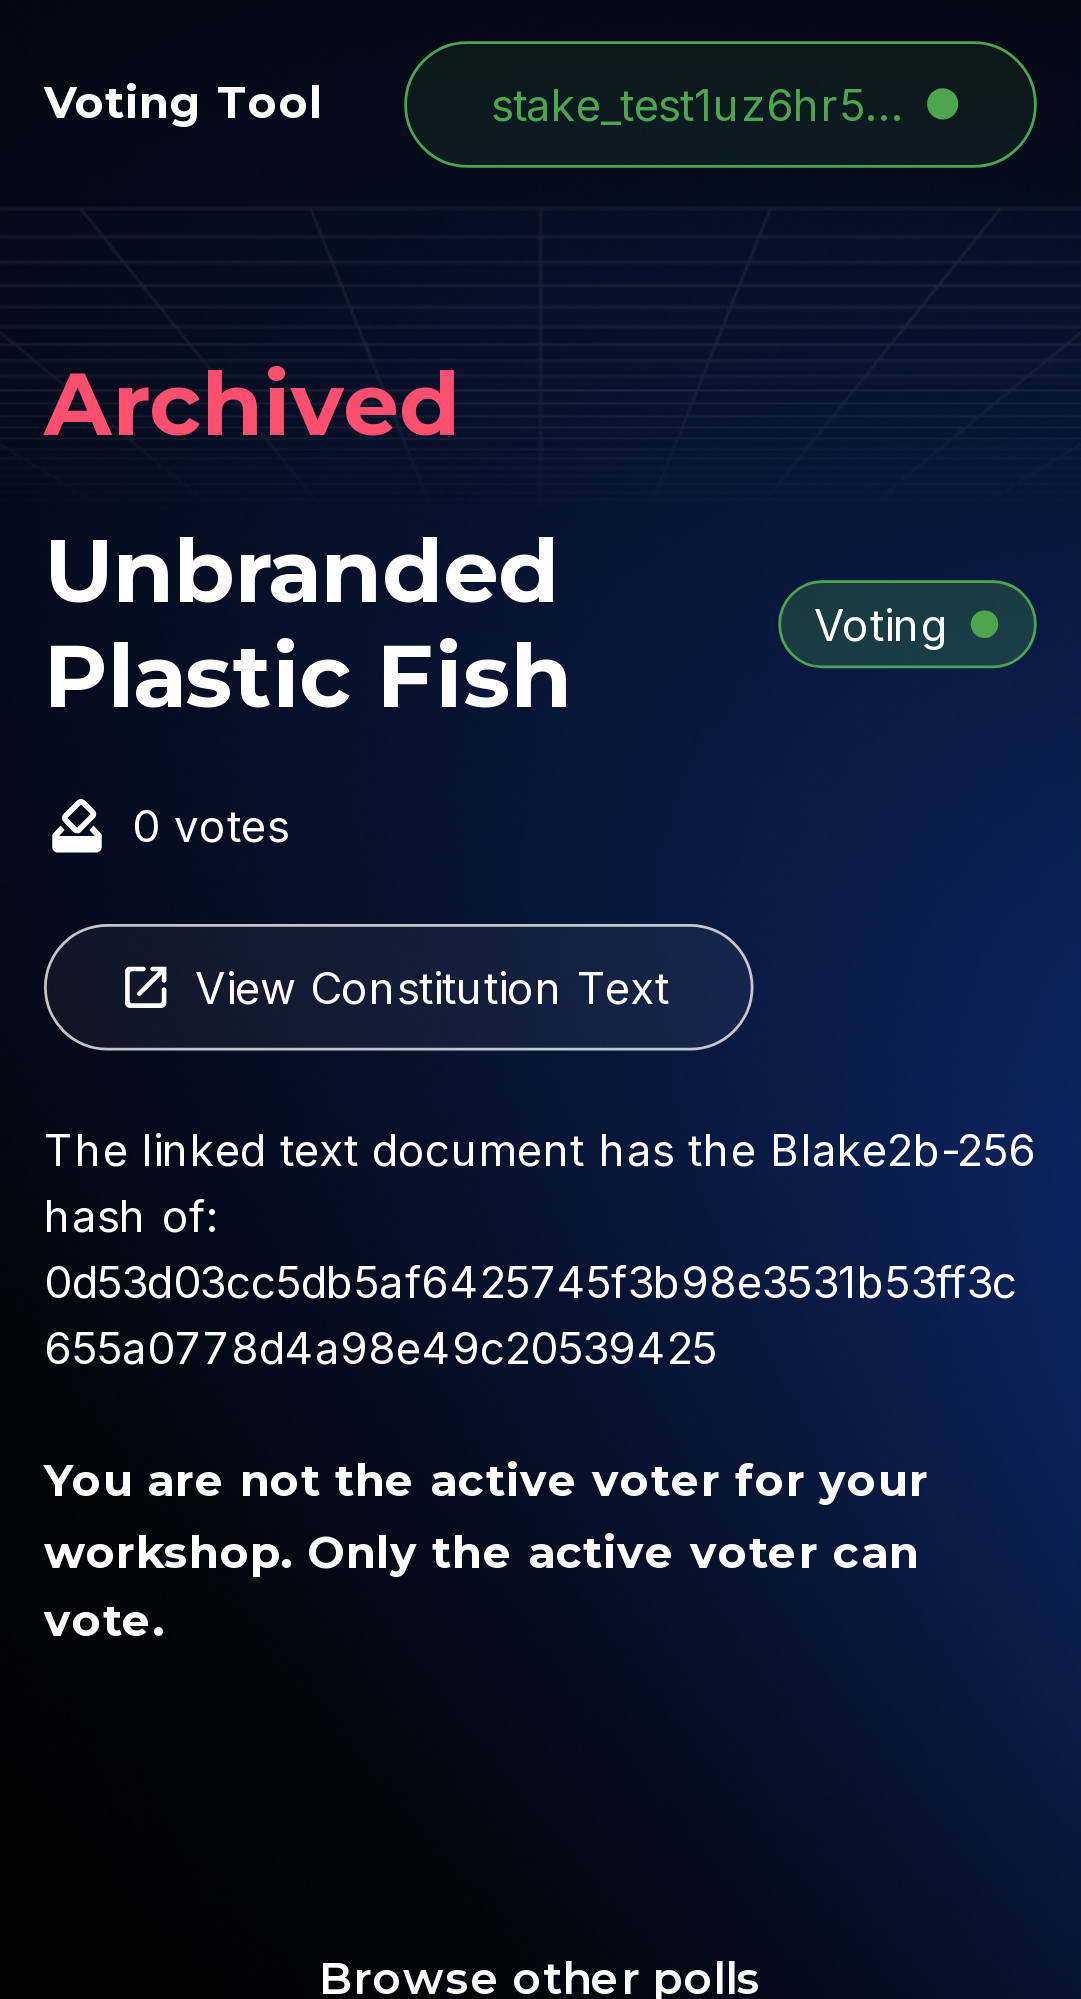 Voting Tool
stake_test1uz6hr5...
Archived
Unbranded
Plastic Fish
Voting
0 votes
View Constitution Text
The linked text document has the Blake2b-256
hash of:
0d53d03cc5db5af6425745f3b98e3531b53ff3c
655a0778d4a98e49c20539425
You are not the active voter for your
workshop. Only the active voter can
vote.
Browse other polls